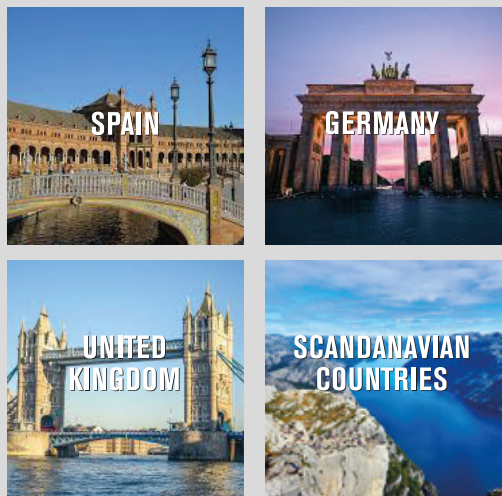 SPAIN
GERMANY
UNITED
KINGDOM
SCANDANAVIAN
COUNTRIES